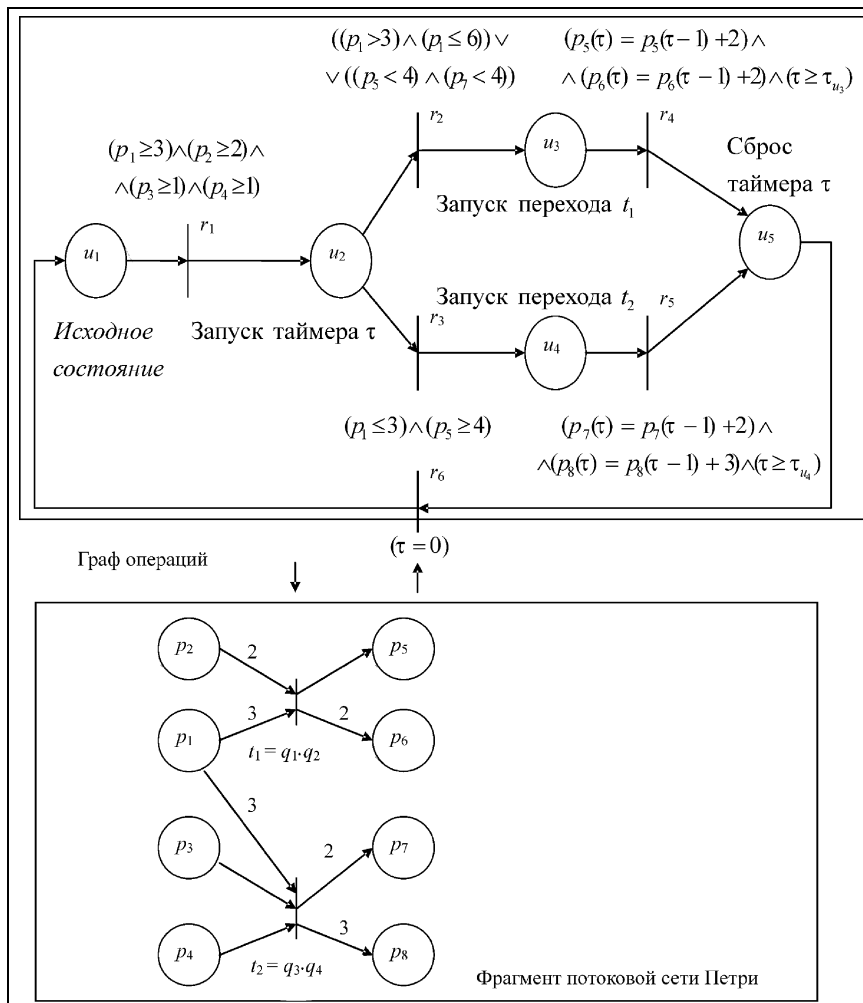 ((p₁>3)∧(p₁≤6))∨
∨((p₅<4)∧(p₇<4))
(p₅(τ)=p₅(τ−1)+2)∧
∧(p₆(τ)=p₆(τ−1)+2)∧(τ≥τ_{u₃})
(p₁≥3)∧(p₂≥2)∧
∧(p₃≥1)∧(p₄≥1)
r₂
r₄
u₃
Сброс
таймера τ
Запуск перехода t₁
r₁
u₁
u₂
u₅
Запуск перехода t₂
r₃
r₅
Исходное
состояние
Запуск таймера τ
u₄
(p₁≤3)∧(p₅≥4)
(p₇(τ)=p₇(τ−1)+2)∧
∧(p₈(τ)=p₈(τ−1)+3)∧(τ≥τ_{u₄})
r₆
Граф операций
(τ=0)
p₂
2
p₅
p₁
3
2
p₆
t₁=q₁·q₂
3
p₃
2
p₇
p₄
3
p₈
t₂=q₃·q₄
Фрагмент потоковой сети Петри